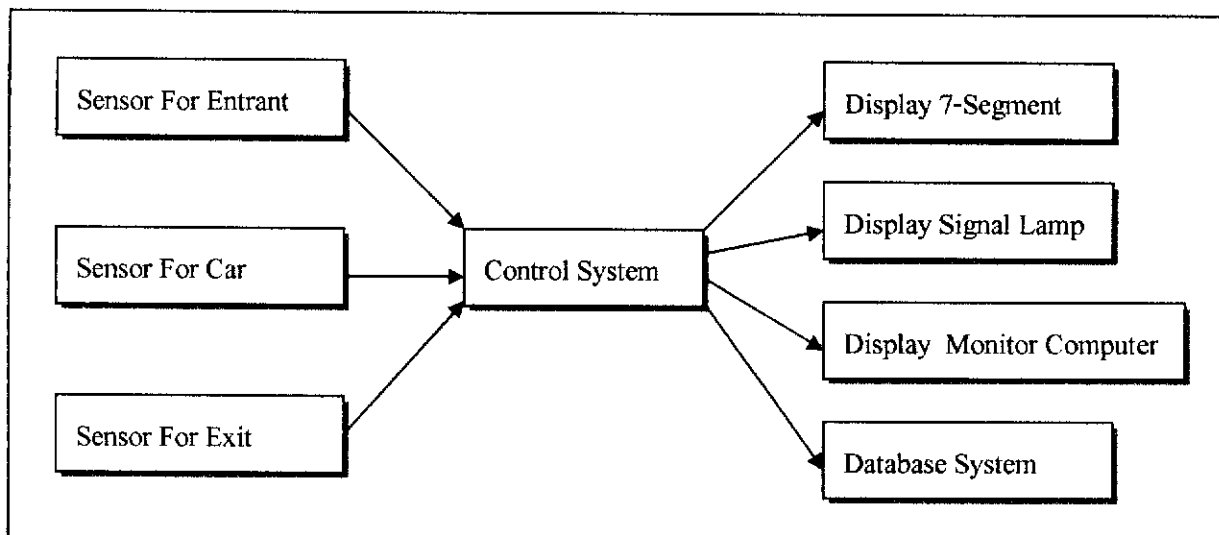 Sensor For Entrant
Sensor For Car
Sensor For Exit
Control System
Display 7-Segment
Display Signal Lamp
Display Monitor Computer
Database System